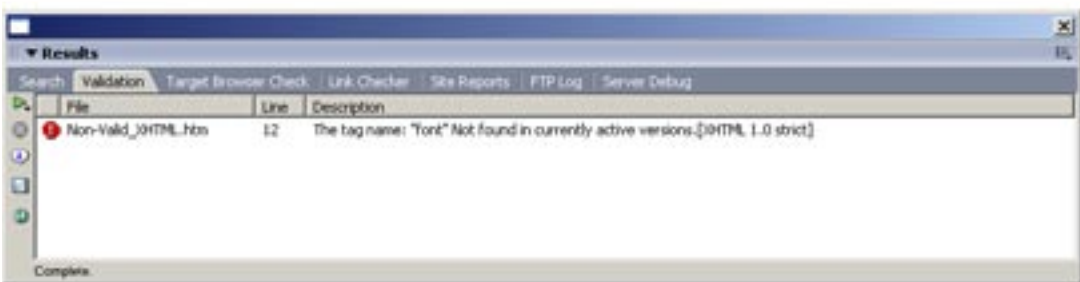 Results
Search Validation Target Browser Check Link Checker Site Reports FTP Log Server Debug
File Line Description
Non-Valid_XHTML.htm 12 The tag name: "font" Not found in currently active versions.[XHTML 1.0 strict]
Complete.